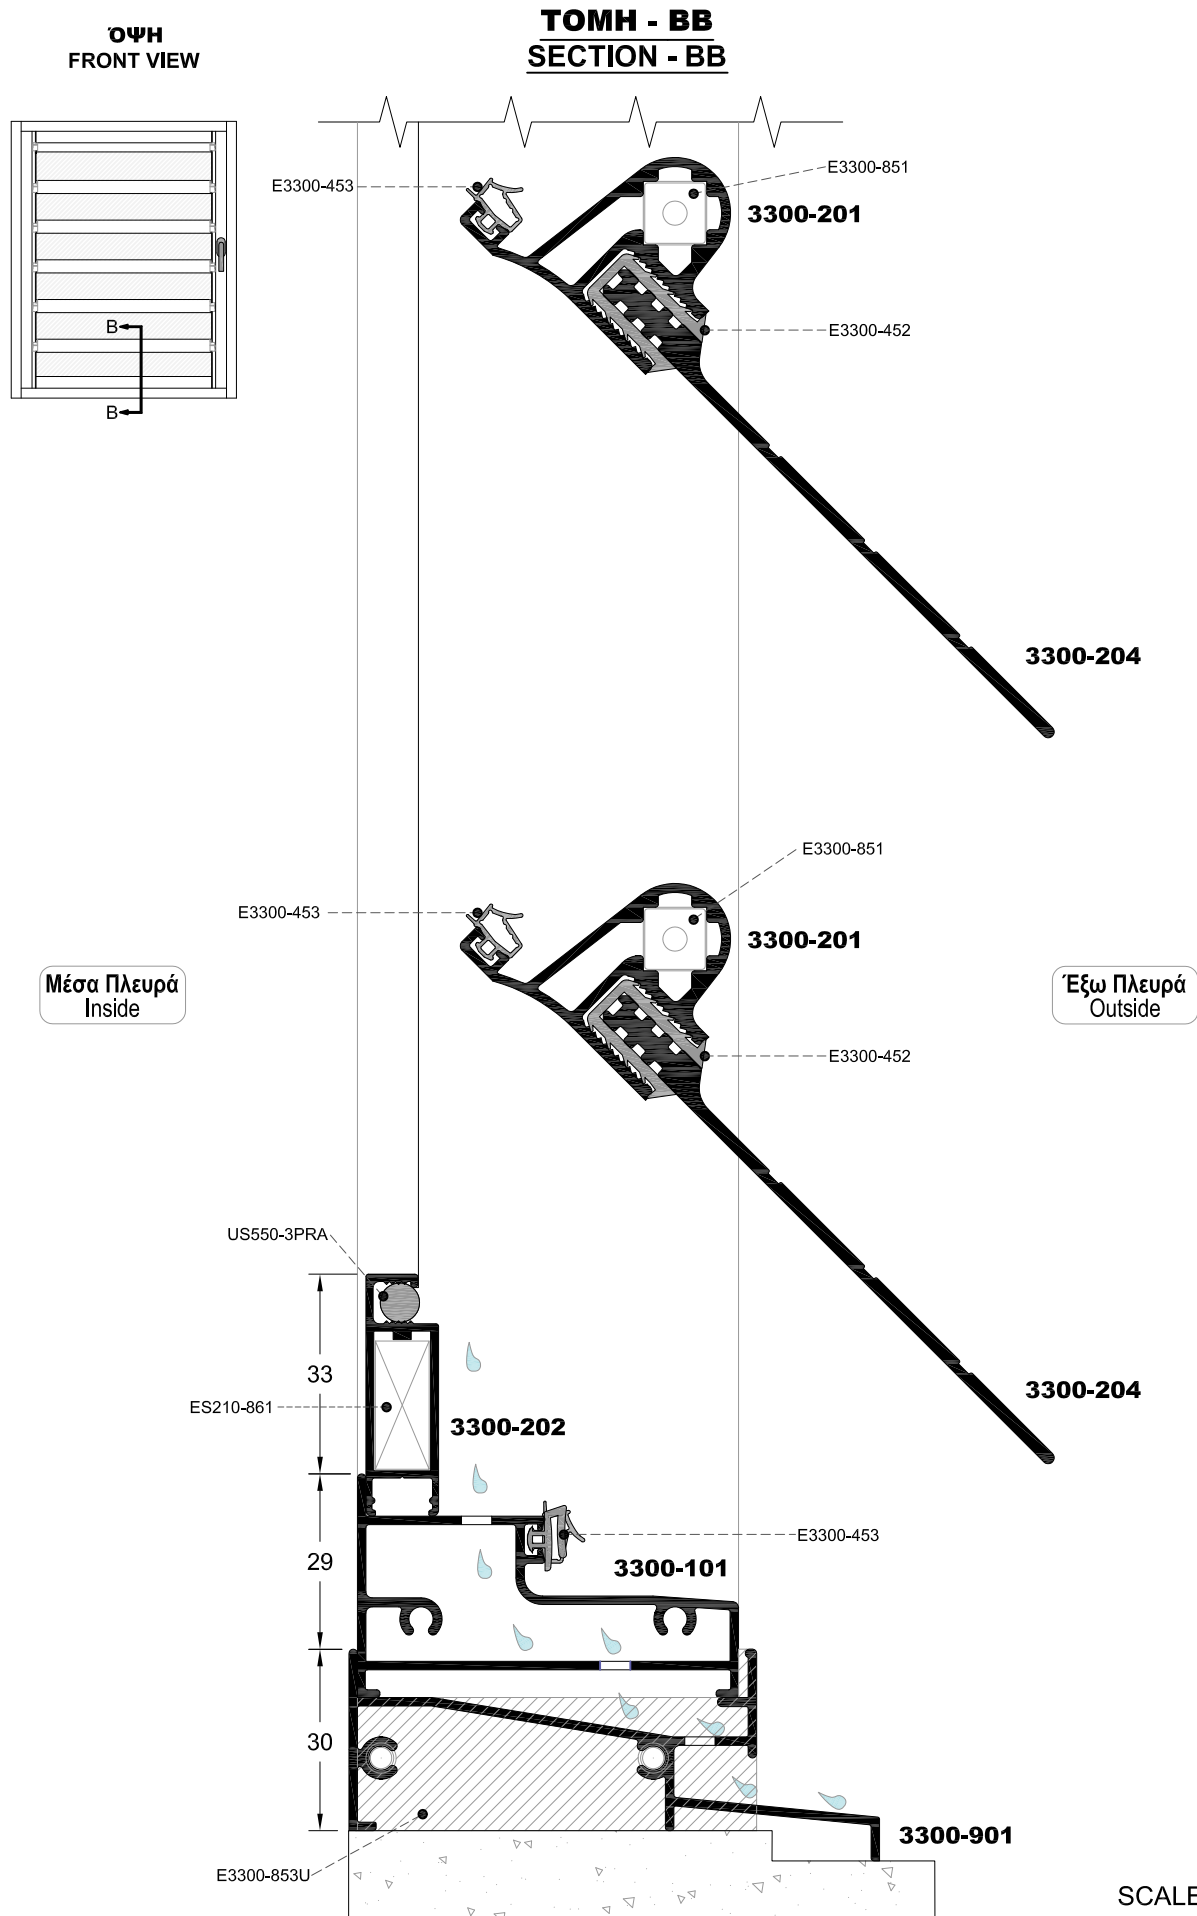 ΌΨΗ
FRONT VIEW
ΤΟΜΗ - BB
SECTION - BB
E3300-453
E3300-851
3300-201
E3300-452
B
B
3300-204
E3300-851
E3300-453
3300-201
Μέσα Πλευρά
Inside
Έξω Πλευρά
Outside
E3300-452
US550-3PRA
33
3300-204
ES210-861
3300-202
E3300-453
29
3300-101
30
3300-901
E3300-853U
SCALE